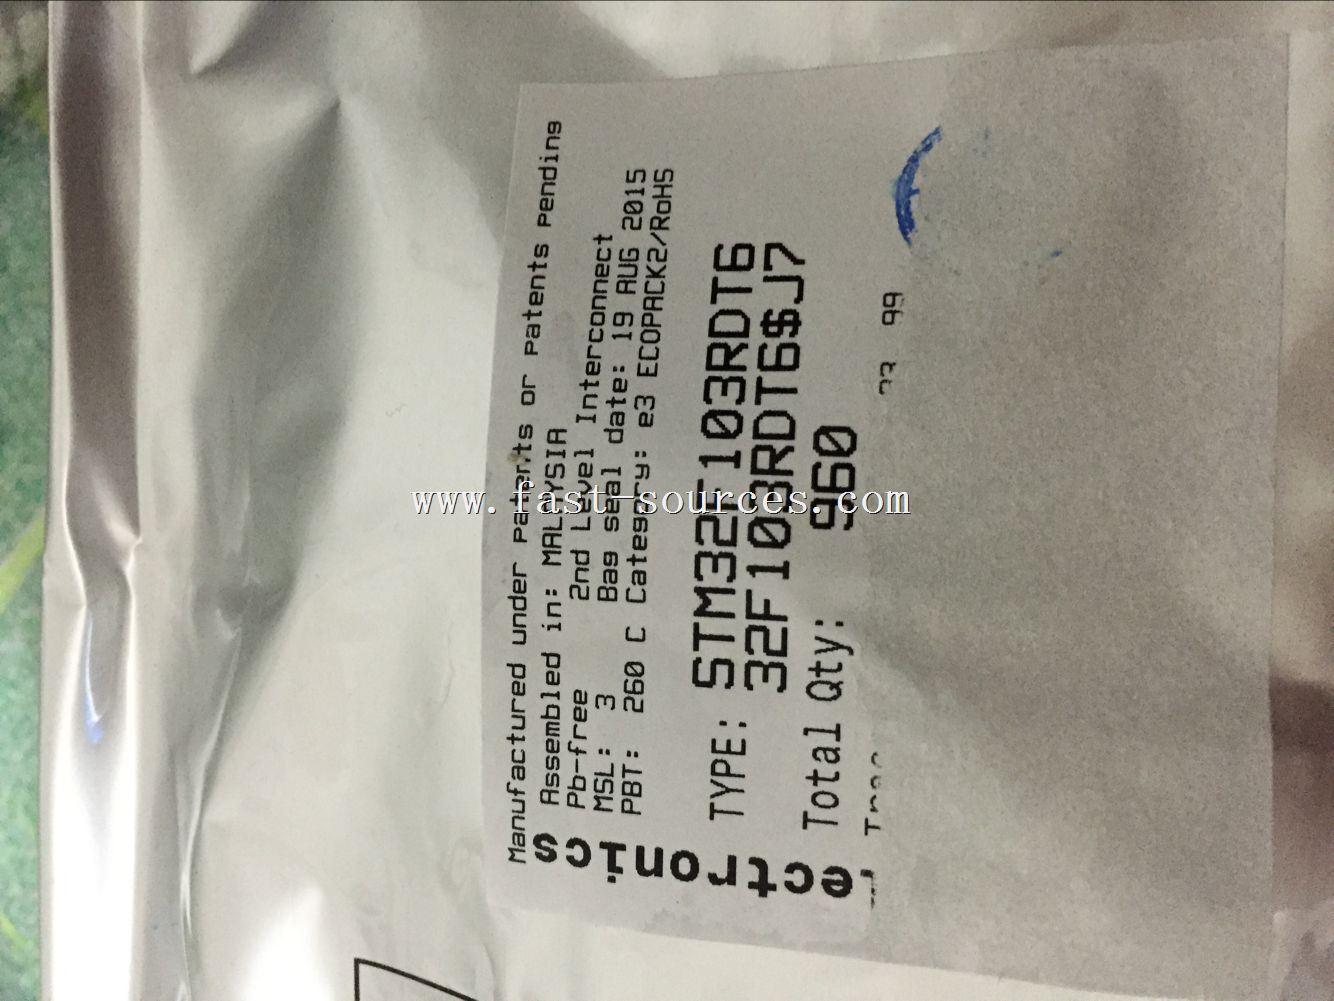 Manufactured under patents or patents pending
Assembled in: MALAYSIA
Pb-free 2nd Level Interconnect
MSL: 3 Bag seal date: 19 AUG 2015
PBT: 260 C Category: e3 ECOPACK2/RoHS
TYPE: STM32F103RDT6
32F103RDT6$J7
Total Qty: 960
99
ectronics
www.fast-sources.com